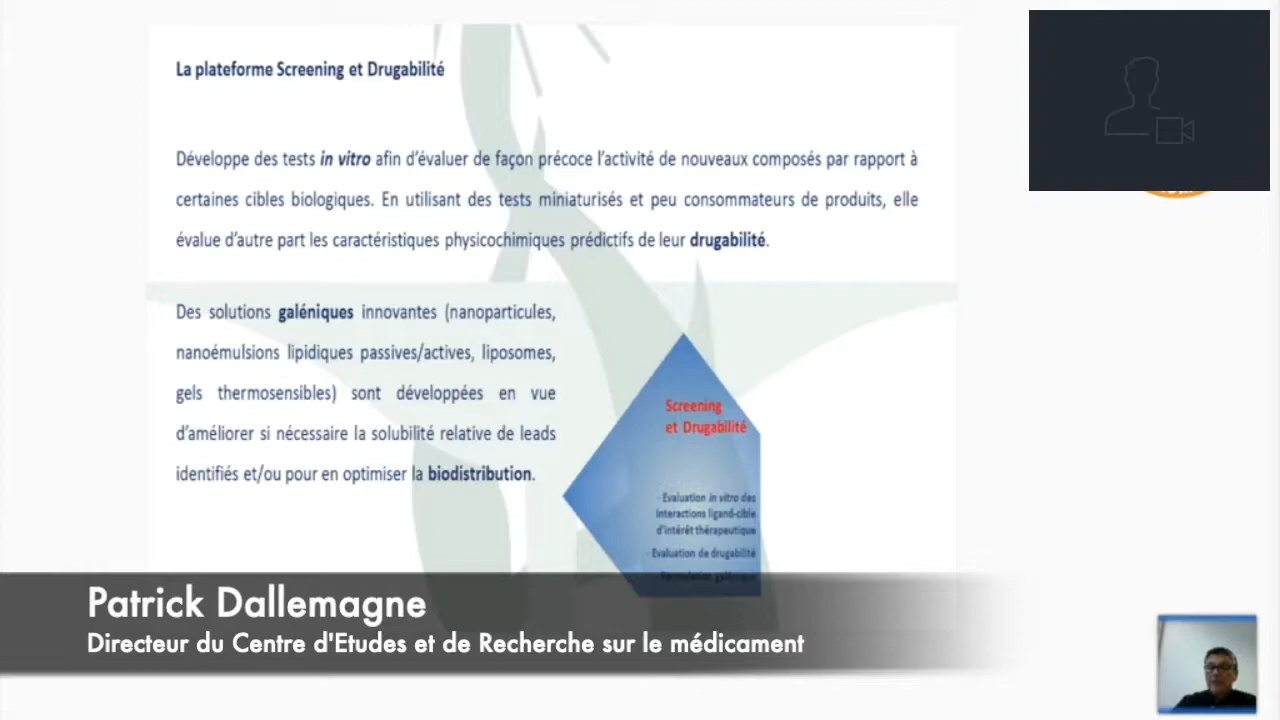 La plateforme Screening et Drugabilité
Développe des tests in vitro afin d'évaluer de façon précoce l'activité de nouveaux composés par rapport à
certaines cibles biologiques. En utilisant des tests miniaturisés et peu consommateurs de produits, elle
évalue d'autre part les caractéristiques physicochimiques prédictifs de leur drugabilité.
Des solutions galéniques innovantes (nanoparticules,
nanoémulsions lipidiques passives/actives, liposomes,
gels thermosensibles) sont développées en vue
d'améliorer si nécessaire la solubilité relative de leads
identifiés et/ou pour en optimiser la biodistribution.
Screening
et Drugabilité
- Evaluation in vitro des
interactions ligand-cible
d'intérêt thérapeutique
- Evaluation de drugabilité
- Formulation galénique
Patrick Dallemagne
Directeur du Centre d'Etudes et de Recherche sur le médicament